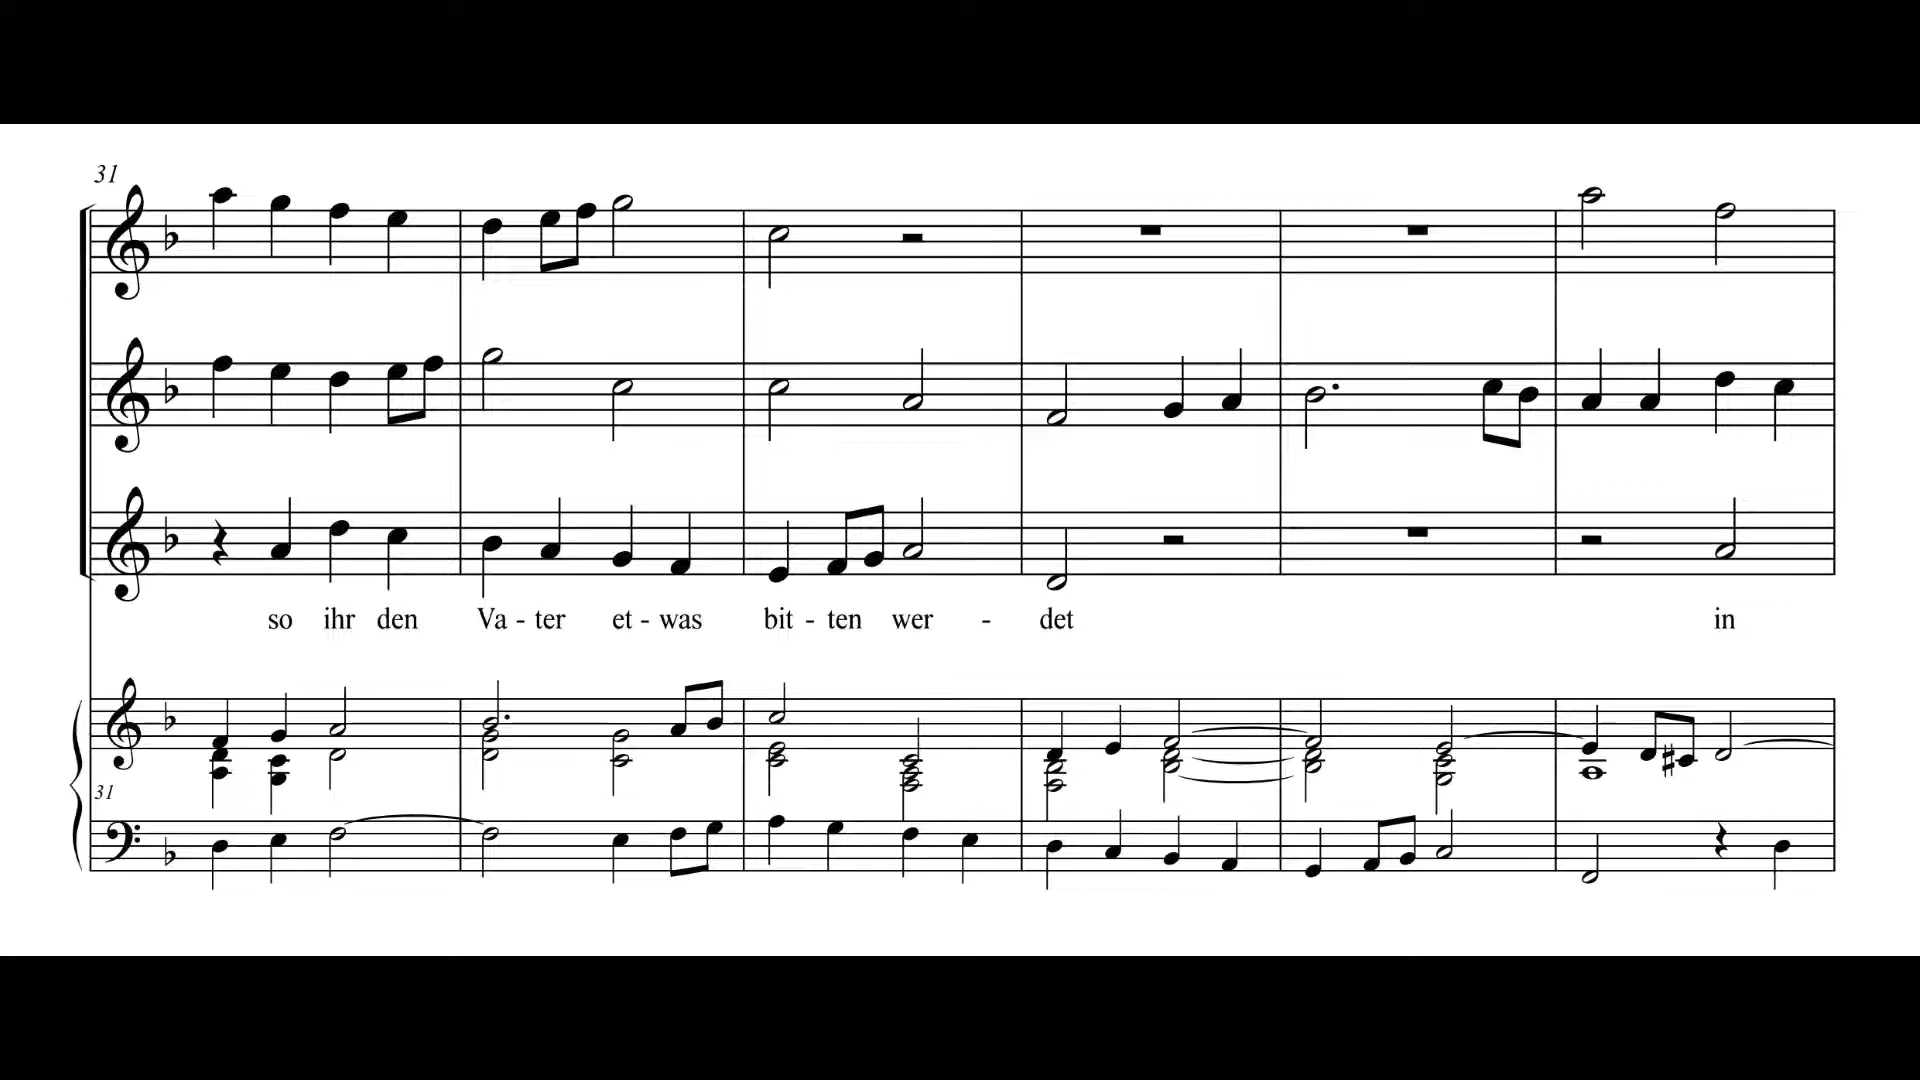 31
so ihr den Va - ter et - was bit - ten wer - det in
31